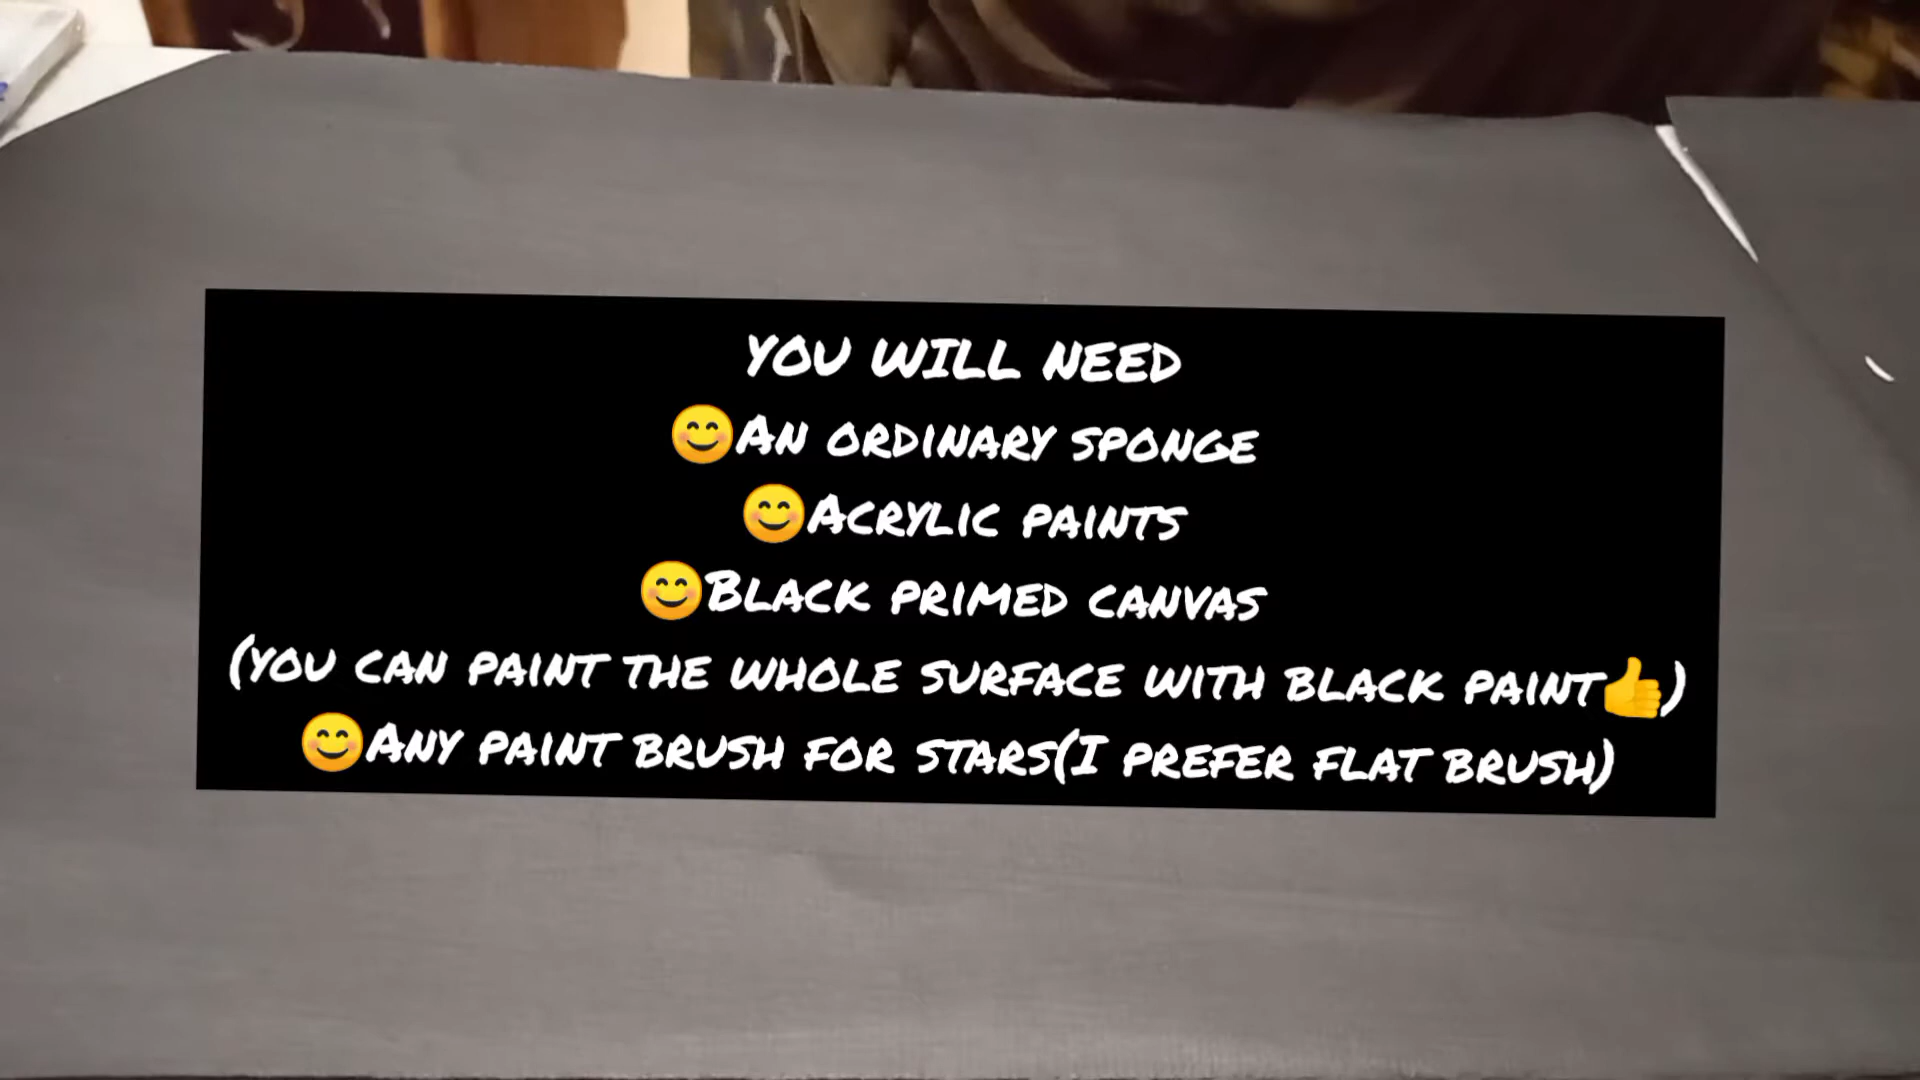 YOU WILL NEED
😊An ordinary sponge
😊Acrylic paints
😊Black primed canvas
(you can paint the whole surface with black paint👍)
😊Any paint brush for stars(I prefer flat brush)